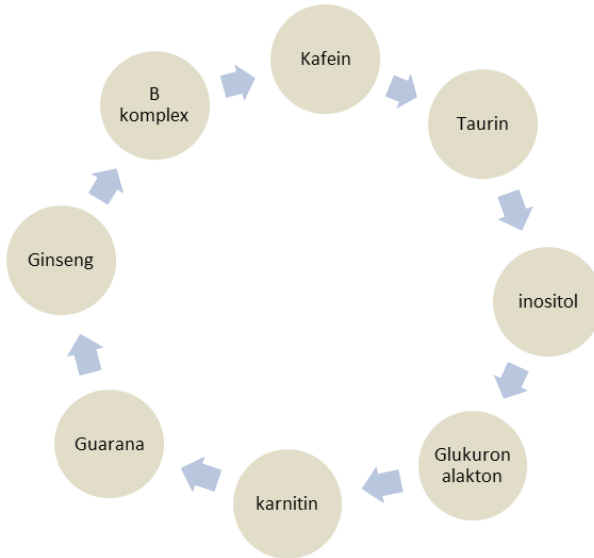 Kafein
Taurin
inositol
Glukuron
alakton
karnitin
Guarana
Ginseng
B
komplex